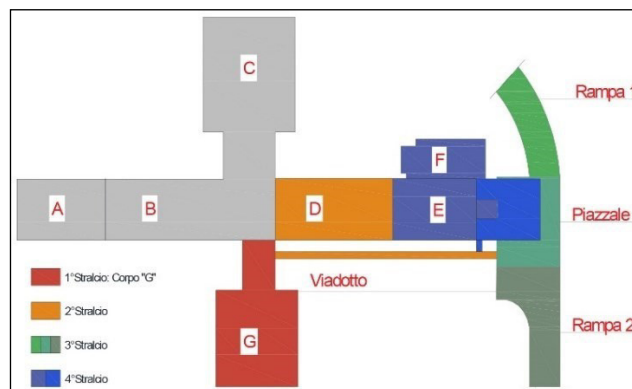 C
Rampa 1
F
A
B
D
E
Piazzale
1°Stralcio: Corpo "G"
Viadotto
2°Stralcio
Rampa 2
3°Stralcio
G
4°Stralcio